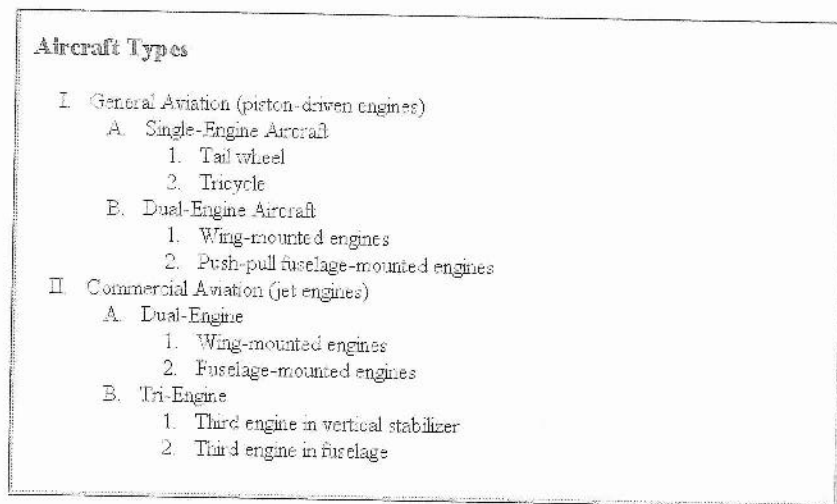 Aircraft Types
I. General Aviation (piston-driven engines)
A. Single-Engine Aircraft
1. Tail wheel
2. Tricycle
B. Dual-Engine Aircraft
1. Wing-mounted engines
2. Push-pull fuselage-mounted engines
II. Commercial Aviation (jet engines)
A. Dual-Engine
1. Wing-mounted engines
2. Fuselage-mounted engines
B. Tri-Engine
1. Third engine in vertical stabilizer
2. Third engine in fuselage